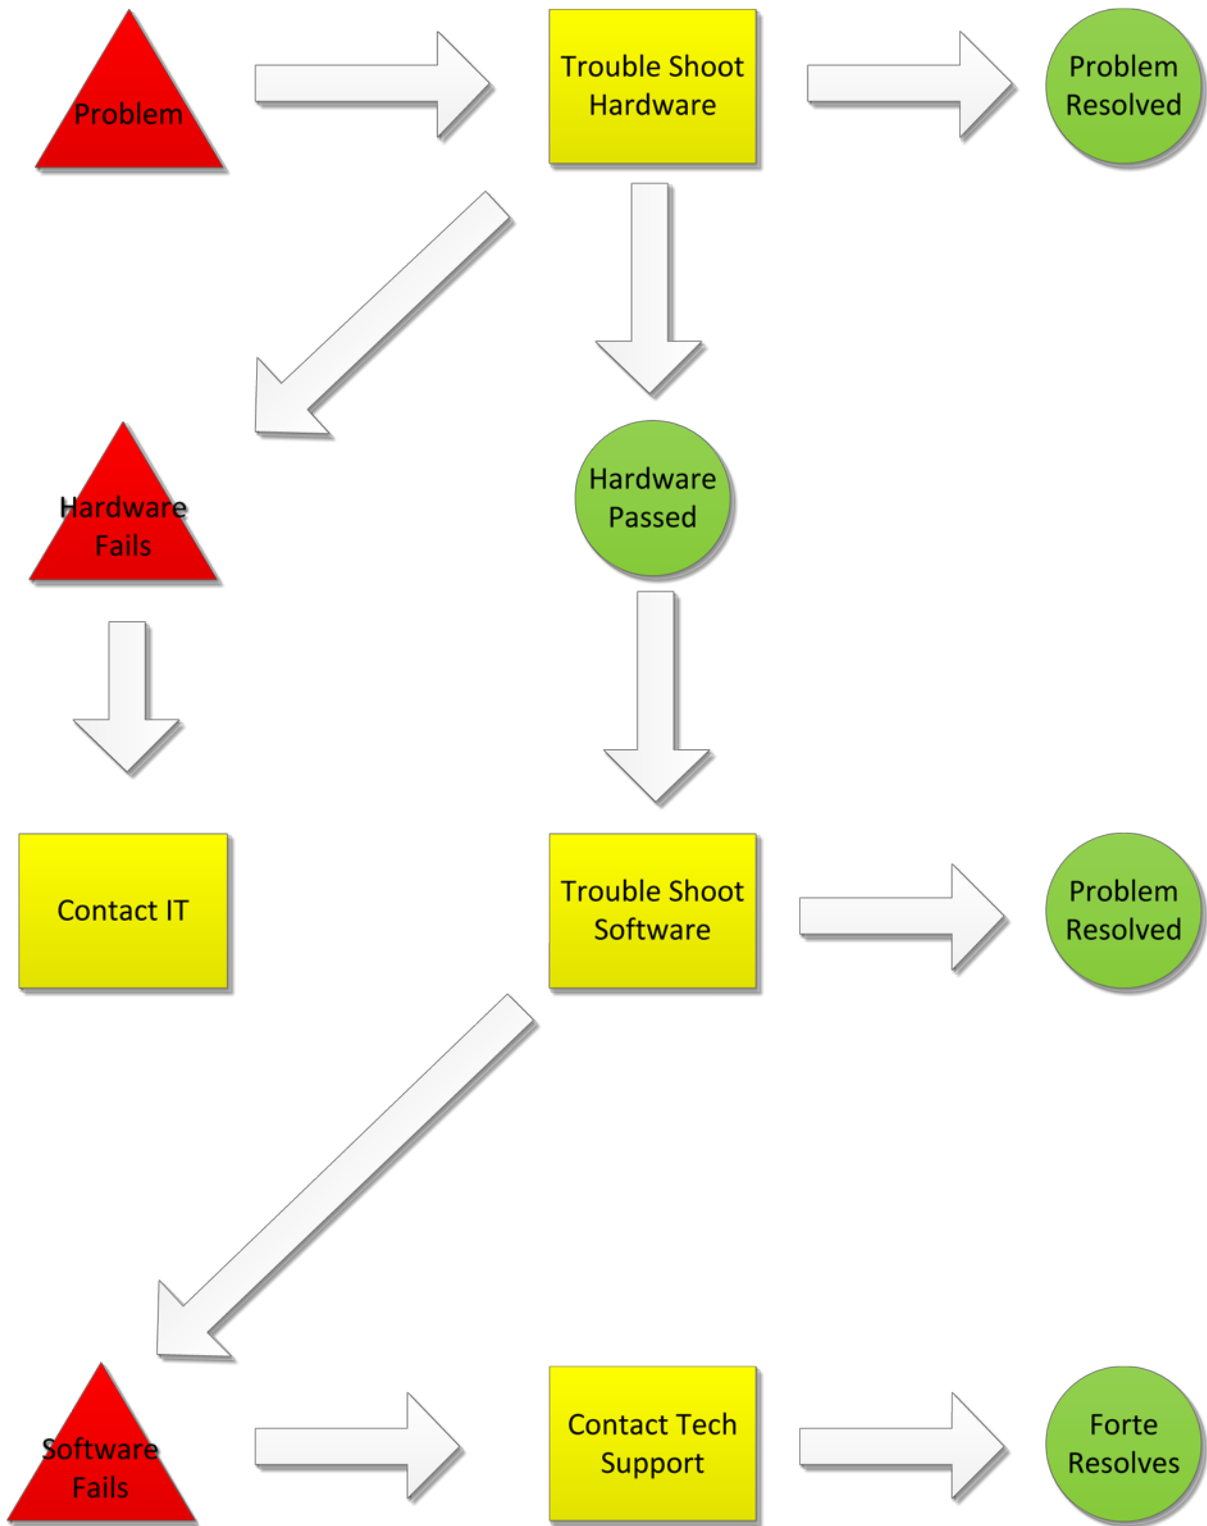 Problem
Trouble Shoot
Hardware
Problem
Resolved
Hardware
Fails
Hardware
Passed
Contact IT
Trouble Shoot
Software
Problem
Resolved
Software
Fails
Contact Tech
Support
Forte
Resolves